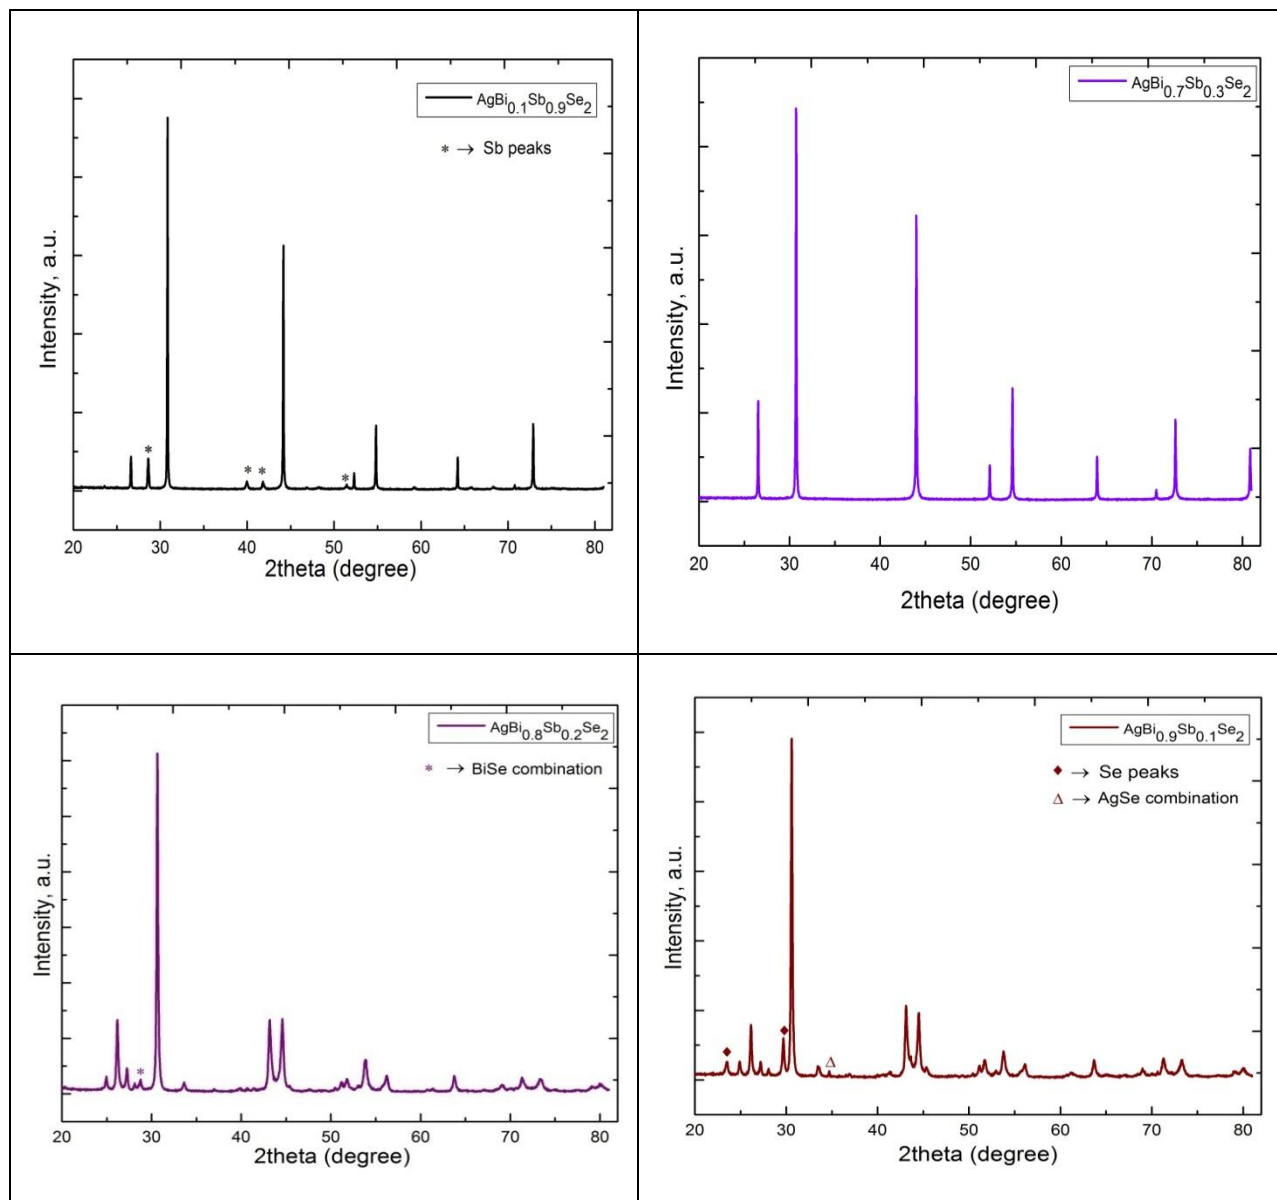 AgBi0.1Sb0.9Se2
* → Sb peaks
Intensity, a.u.
* * * *
20 30 40 50 60 70 80
2theta (degree)
AgBi0.7Sb0.3Se2
Intensity, a.u.
20 30 40 50 60 70 80
2theta (degree)
AgBi0.8Sb0.2Se2
* → BiSe combination
Intensity, a.u.
*
20 30 40 50 60 70 80
2theta (degree)
AgBi0.9Sb0.1Se2
♦ → Se peaks
Δ → AgSe combination
Intensity, a.u.
♦ ♦ Δ
20 30 40 50 60 70 80
2theta (degree)